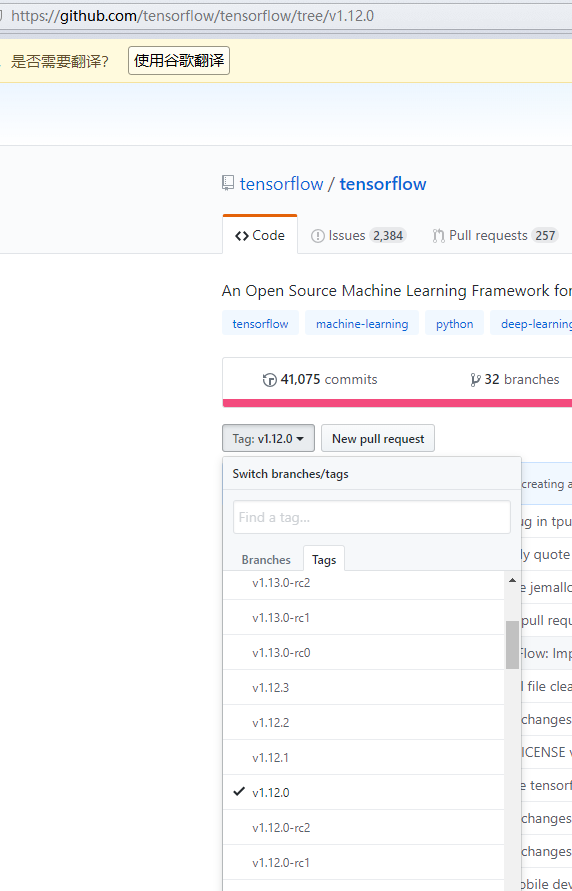 https://github.com/tensorflow/tensorflow/tree/v1.12.0
是否需要翻译? 使用谷歌翻译
tensorflow / tensorflow
Code Issues 2,384 Pull requests 257
An Open Source Machine Learning Framework for
tensorflow machine-learning python deep-learning
41,075 commits 32 branches
Tag: v1.12.0 New pull request
Switch branches/tags
creating a
Find a tag...
ug in tpu
Branches Tags
ly quote
v1.13.0-rc2
e jemallo
v1.13.0-rc1
pull requ
v1.13.0-rc0
Flow: Imp
v1.12.3
d file clea
v1.12.2
changes
v1.12.1
ICENSE
v1.12.0
e tensorf
v1.12.0-rc2
changes
v1.12.0-rc1
changes
obile dev